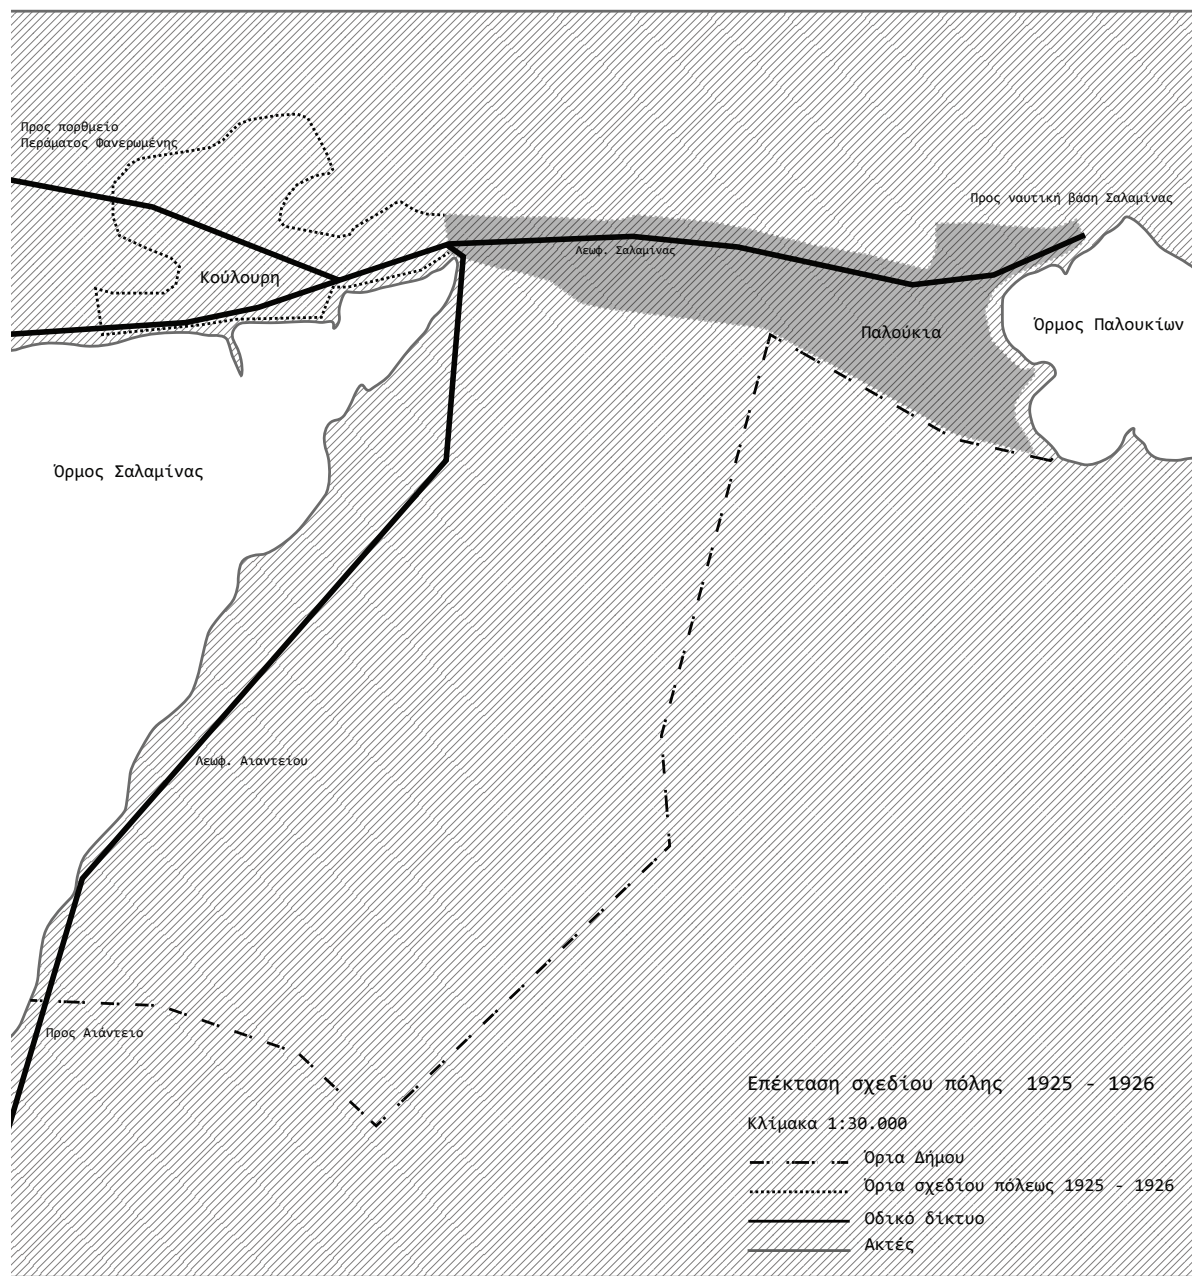 Προς πορθμείο
Περάματος Φανερωμένης
Προς ναυτική βάση Σαλαμίνας
Λεωφ. Σαλαμίνας
Κούλουρη
Παλούκια
Όρμος Παλουκίων
Όρμος Σαλαμίνας
Λεωφ. Αιαντείου
Προς Αιάντειο
Επέκταση σχεδίου πόλης 1925 - 1926
Κλίμακα 1:30.000
Όρια Δήμου
Όρια σχεδίου πόλεως 1925 - 1926
Οδικό δίκτυο
Ακτές